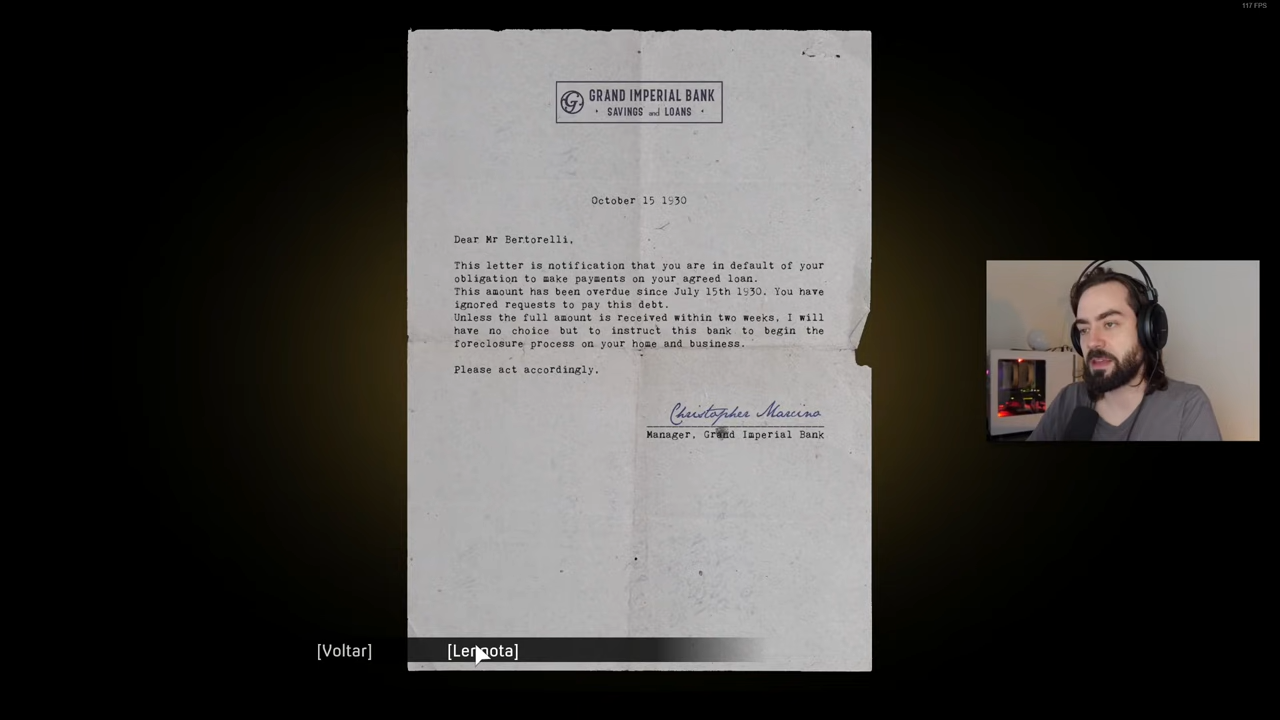 117 FPS
GRAND IMPERIAL BANK
SAVINGS and LOANS
October 15 1930
Dear Mr Bertorelli,
This letter is notification that you are in default of your
obligation to make payments on your agreed loan.
This amount has been overdue since July 15th 1930. You have
ignored requests to pay this debt.
Unless the full amount is received within two weeks, I will
have no choice but to instruct this bank to begin the
foreclosure process on your home and business.
Please act accordingly,
Christopher Marcino
Manager, Grand Imperial Bank
[Voltar] [Ler nota]